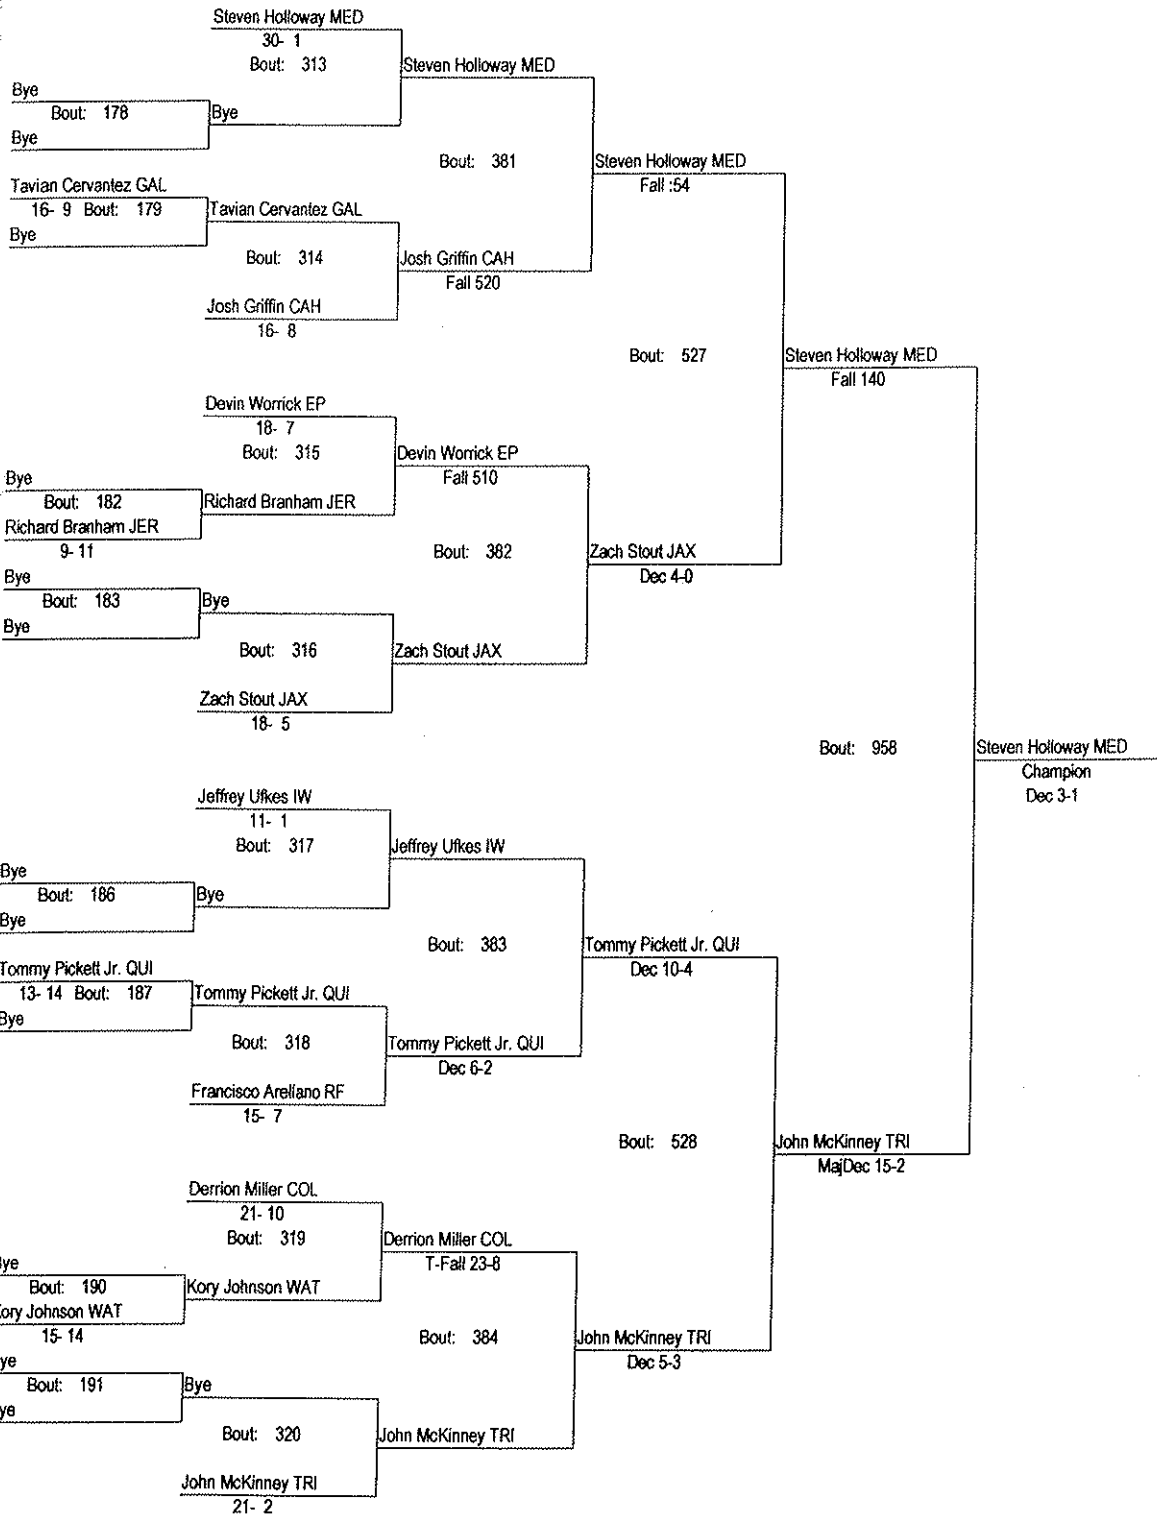 Steven Holloway MED
30- 1
Bout: 313
Steven Holloway MED
Bye
Bout: 178
Bye
Bye
Bout: 381
Steven Holloway MED
Fall :54
Tavian Cervantez GAL
16- 9 Bout: 179
Tavian Cervantez GAL
Bye
Bout: 314
Josh Griffin CAH
Fall 520
Josh Griffin CAH
16- 8
Bout: 527
Steven Holloway MED
Fall 140
Devin Worrick EP
18- 7
Bout: 315
Devin Worrick EP
Fall 510
Bye
Bout: 182
Richard Branham JER
Richard Branham JER
9- 11
Bout: 382
Zach Stout JAX
Dec 4-0
Bye
Bout: 183
Bye
Bye
Bout: 316
Zach Stout JAX
Zach Stout JAX
18- 5
Bout: 958
Steven Holloway MED
Champion
Dec 3-1
Jeffrey Ufkes IW
11- 1
Bout: 317
Jeffrey Ufkes IW
Bye
Bout: 186
Bye
Bye
Bout: 383
Tommy Pickett Jr. QUI
Dec 10-4
Tommy Pickett Jr. QUI
13- 14 Bout: 187
Tommy Pickett Jr. QUI
Bye
Bout: 318
Tommy Pickett Jr. QUI
Dec 6-2
Francisco Arellano RF
15- 7
Bout: 528
John McKinney TRI
MajDec 15-2
Derrion Miller COL
21- 10
Bout: 319
Derrion Miller COL
T-Fall 23-8
Bye
Bout: 190
Kory Johnson WAT
Kory Johnson WAT
15- 14
Bout: 384
John McKinney TRI
Dec 5-3
Bye
Bout: 191
Bye
Bye
Bout: 320
John McKinney TRI
John McKinney TRI
21- 2